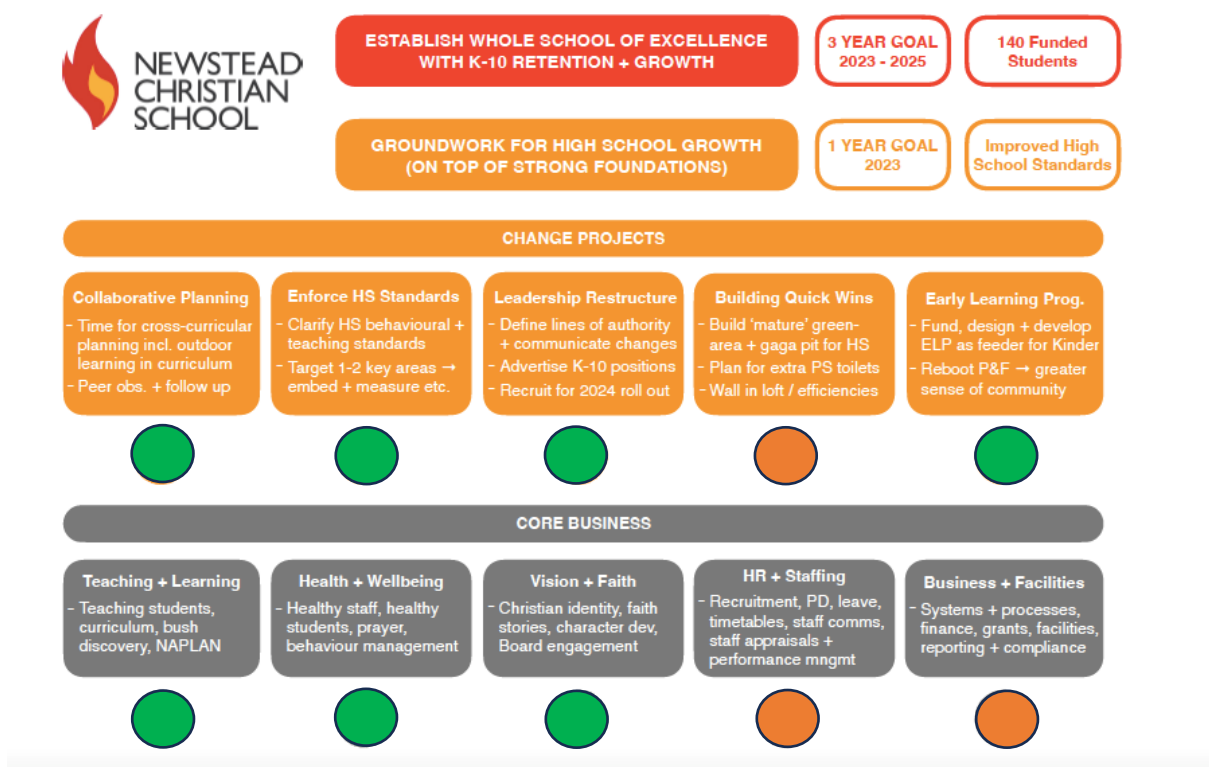 NEWSTEAD
CHRISTIAN
SCHOOL
ESTABLISH WHOLE SCHOOL OF EXCELLENCE
WITH K-10 RETENTION + GROWTH
3 YEAR GOAL
2023 - 2025
140 Funded
Students
GROUNDWORK FOR HIGH SCHOOL GROWTH
(ON TOP OF STRONG FOUNDATIONS)
1 YEAR GOAL
2023
Improved High
School Standards
CHANGE PROJECTS
Collaborative Planning
- Time for cross-curricular
planning incl. outdoor
learning in curriculum
- Peer obs. + follow up
Enforce HS Standards
- Clarify HS behavioural +
teaching standards
- Target 1-2 key areas →
embed + measure etc.
Leadership Restructure
- Define lines of authority
+ communicate changes
- Advertise K-10 positions
- Recruit for 2024 roll out
Building Quick Wins
- Build ‘mature’ green-
area + gaga pit for HS
- Plan for extra PS toilets
- Wall in loft / efficiencies
Early Learning Prog.
- Fund, design + develop
ELP as feeder for Kinder
- Reboot P&F → greater
sense of community
CORE BUSINESS
Teaching + Learning
- Teaching students,
curriculum, bush
discovery, NAPLAN
Health + Wellbeing
- Healthy staff, healthy
students, prayer,
behaviour management
Vision + Faith
- Christian identity, faith
stories, character dev,
Board engagement
HR + Staffing
- Recruitment, PD, leave,
timetables, staff comms,
staff appraisals +
performance mngmt
Business + Facilities
- Systems + processes,
finance, grants, facilities,
reporting + compliance